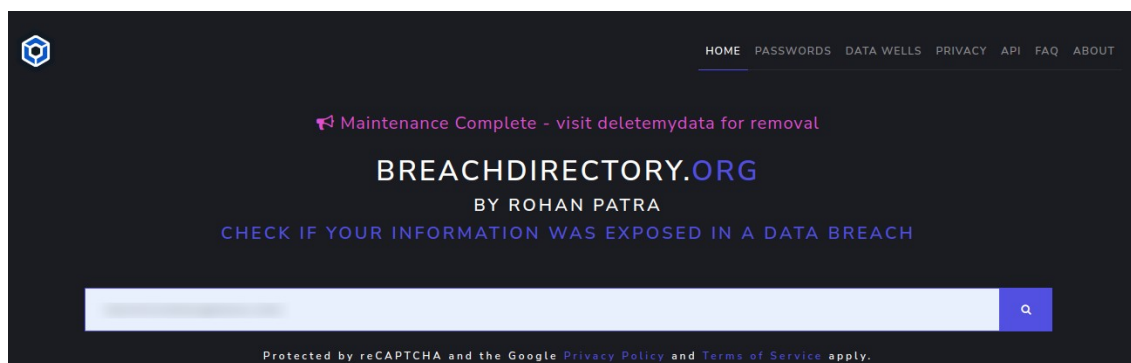 HOME PASSWORDS DATA WELLS PRIVACY API FAQ ABOUT
Maintenance Complete - visit deletemydata for removal
BREACHDIRECTORY.ORG
BY ROHAN PATRA
CHECK IF YOUR INFORMATION WAS EXPOSED IN A DATA BREACH
Protected by reCAPTCHA and the Google Privacy Policy and Terms of Service apply.